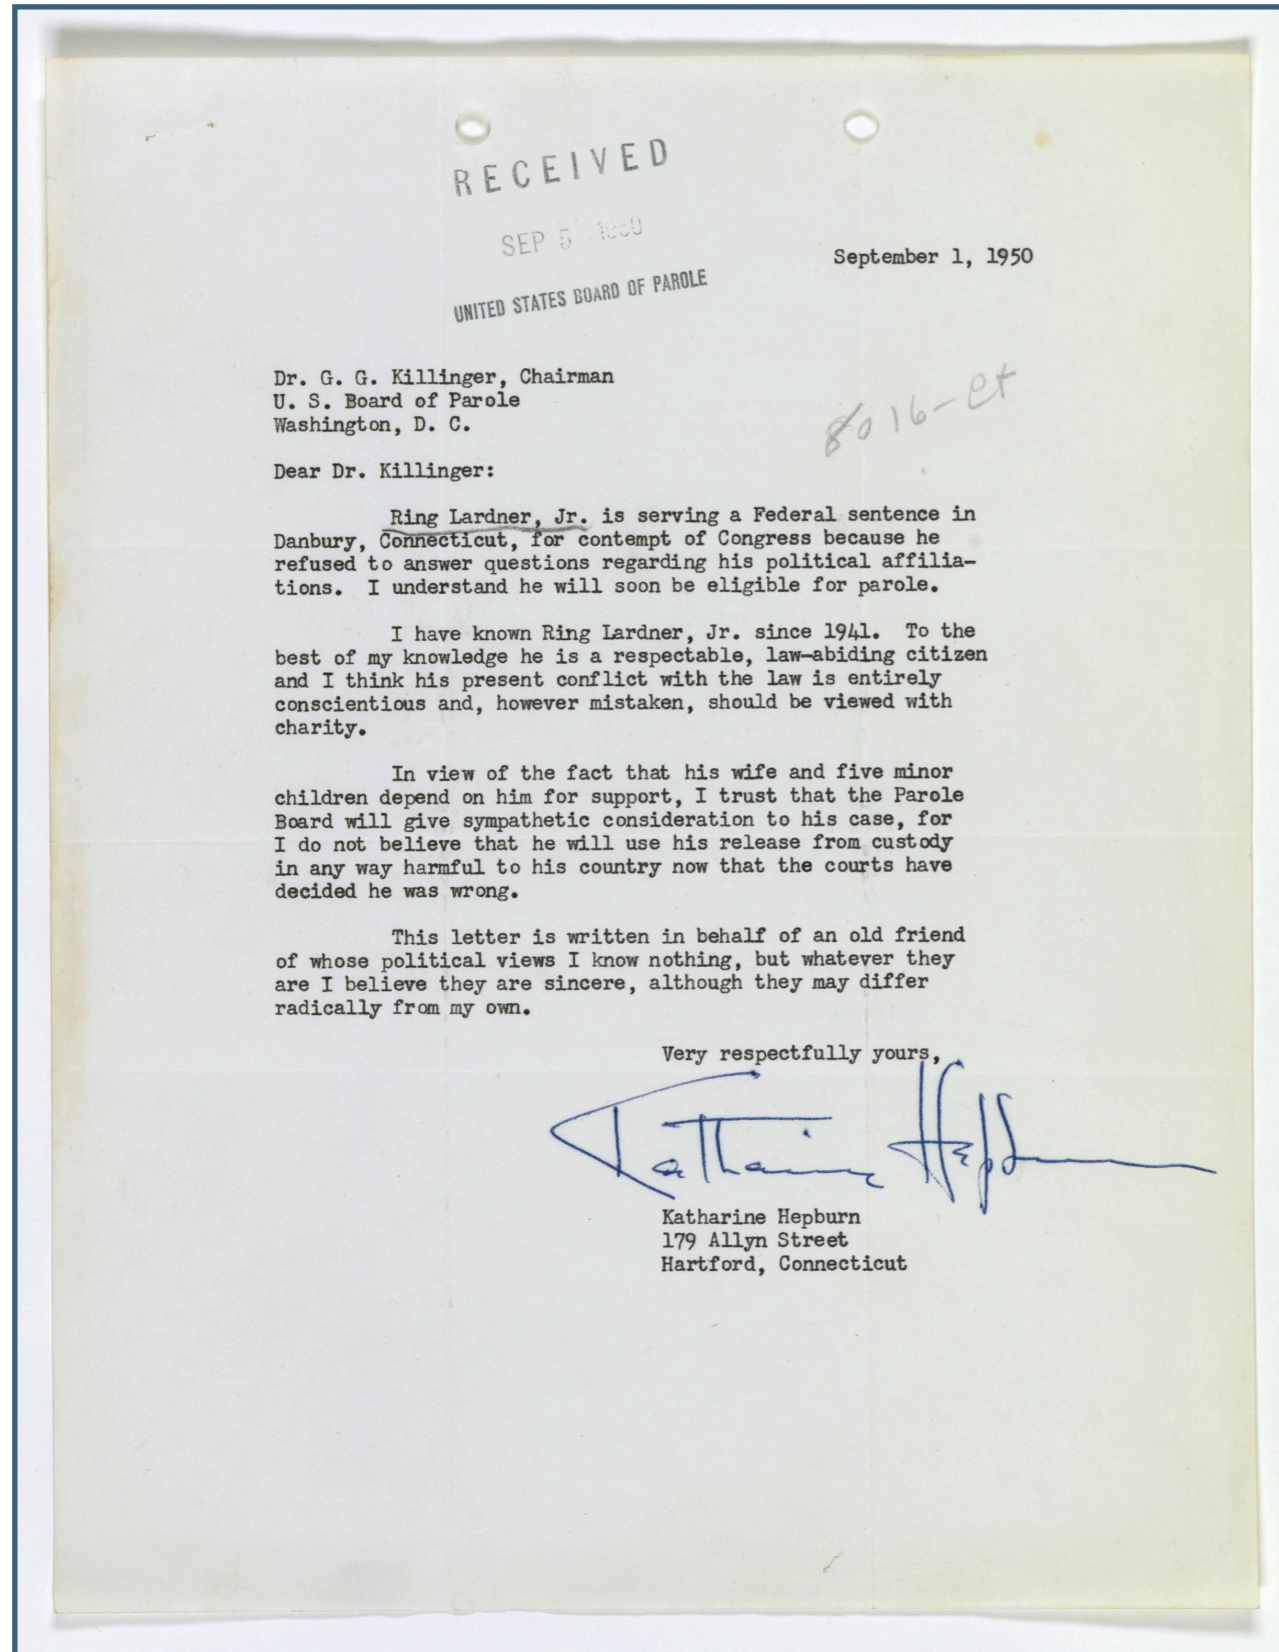 RECEIVED
SEP 5 1950
UNITED STATES BOARD OF PAROLE
September 1, 1950
Dr. G. G. Killinger, Chairman
U. S. Board of Parole
Washington, D. C.
8016-
Dear Dr. Killinger:
Ring Lardner, Jr. is serving a Federal sentence in
Danbury, Connecticut, for contempt of Congress because he
refused to answer questions regarding his political affilia-
tions. I understand he will soon be eligible for parole.
I have known Ring Lardner, Jr. since 1941. To the
best of my knowledge he is a respectable, law-abiding citizen
and I think his present conflict with the law is entirely
conscientious and, however mistaken, should be viewed with
charity.
In view of the fact that his wife and five minor
children depend on him for support, I trust that the Parole
Board will give sympathetic consideration to his case, for
I do not believe that he will use his release from custody
in any way harmful to his country now that the courts have
decided he was wrong.
This letter is written in behalf of an old friend
of whose political views I know nothing, but whatever they
are I believe they are sincere, although they may differ
radically from my own.
Very respectfully yours,
Katharine Hepburn
Katharine Hepburn
179 Allyn Street
Hartford, Connecticut